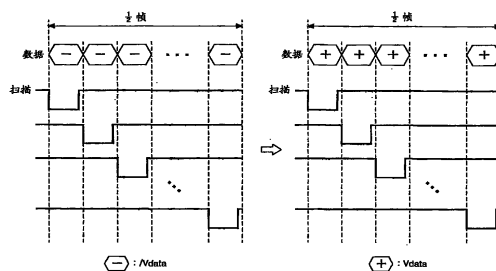 ½ 帧 ½ 帧
数据 − − − ··· − 数据 + + + ··· +
扫描 扫描
− : /Vdata + : Vdata